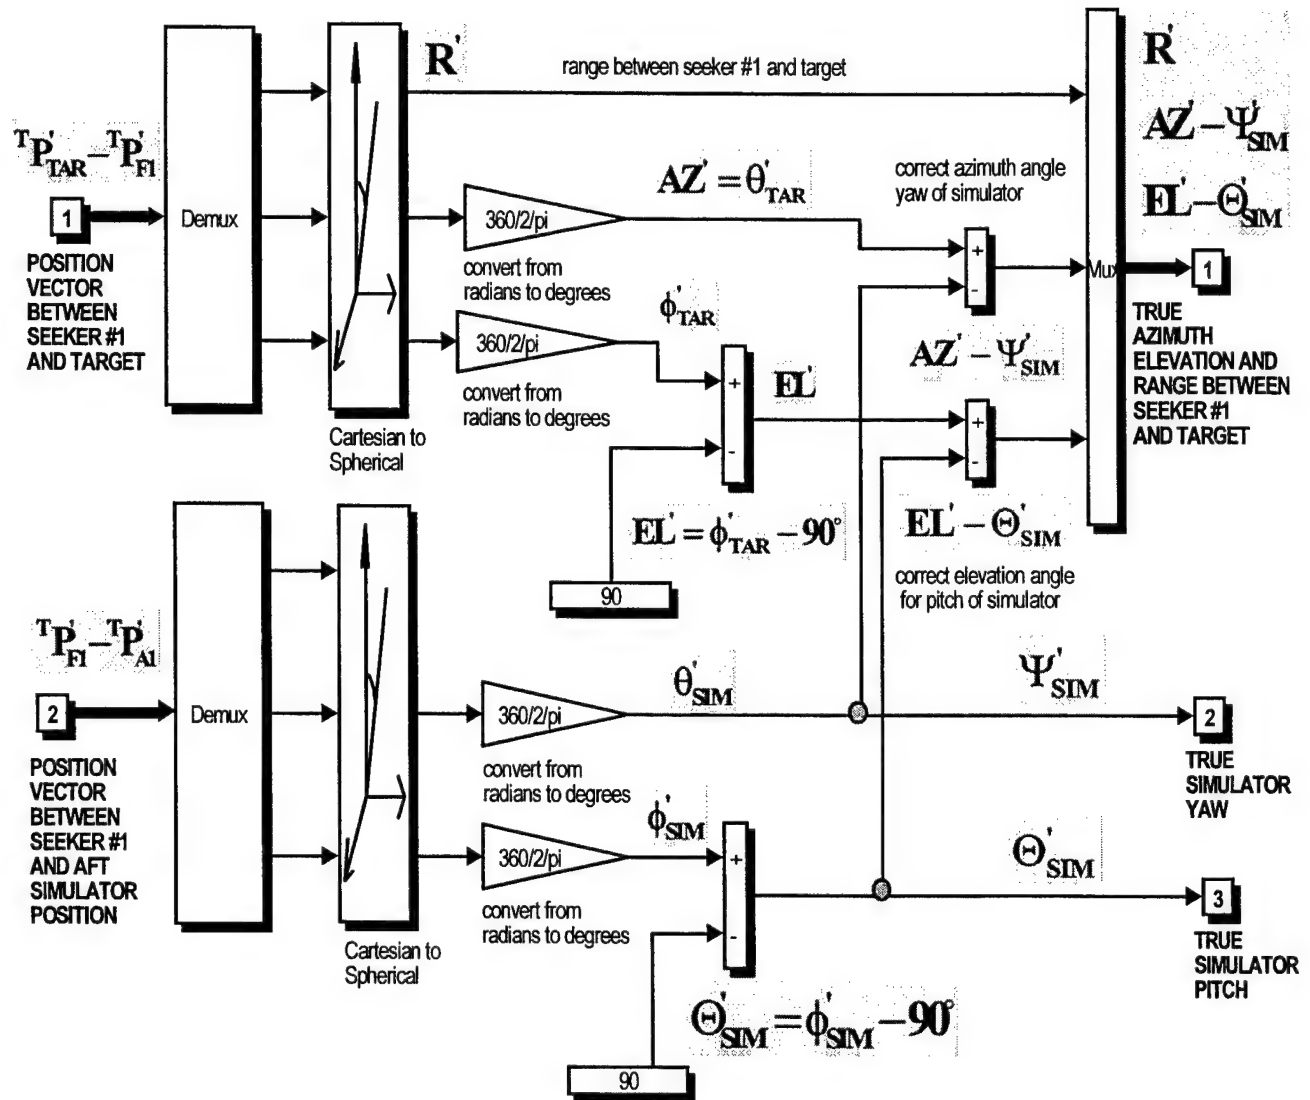 R'
range between seeker #1 and target
R'
ᵀP'TAR − ᵀP'F1
1
Demux
POSITION
VECTOR
BETWEEN
SEEKER #1
AND TARGET
Cartesian to
Spherical
360/2/pi
convert from
radians to degrees
AZ' = θ'TAR
correct azimuth angle
yaw of simulator
+
-
AZ' − Ψ'SIM
360/2/pi
convert from
radians to degrees
ϕ'TAR
+
-
EL'
EL' = ϕ'TAR − 90°
90
+
-
EL' − Θ'SIM
correct elevation angle
for pitch of simulator
Mux
AZ' − Ψ'SIM
EL' − Θ'SIM
1
TRUE
AZIMUTH
ELEVATION AND
RANGE BETWEEN
SEEKER #1
AND TARGET
ᵀP'F1 − ᵀP'A1
2
Demux
POSITION
VECTOR
BETWEEN
SEEKER #1
AND AFT
SIMULATOR
POSITION
Cartesian to
Spherical
360/2/pi
convert from
radians to degrees
θ'SIM
Ψ'SIM
2
TRUE
SIMULATOR
YAW
360/2/pi
convert from
radians to degrees
ϕ'SIM
+
-
Θ'SIM
3
TRUE
SIMULATOR
PITCH
Θ'SIM = ϕ'SIM − 90°
90